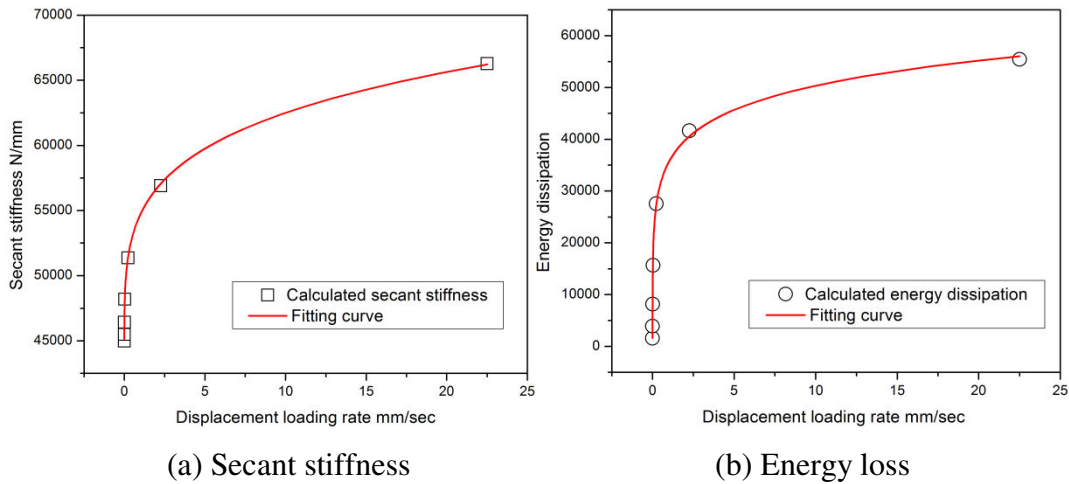 70000
65000
60000
55000
50000
45000
Secant stiffness N/mm
Calculated secant stiffness
Fitting curve
0 5 10 15 20 25
Displacement loading rate mm/sec
(a) Secant stiffness
60000
50000
40000
30000
20000
10000
0
Energy dissipation
Calculated energy dissipation
Fitting curve
0 5 10 15 20 25
Displacement loading rate mm/sec
(b) Energy loss